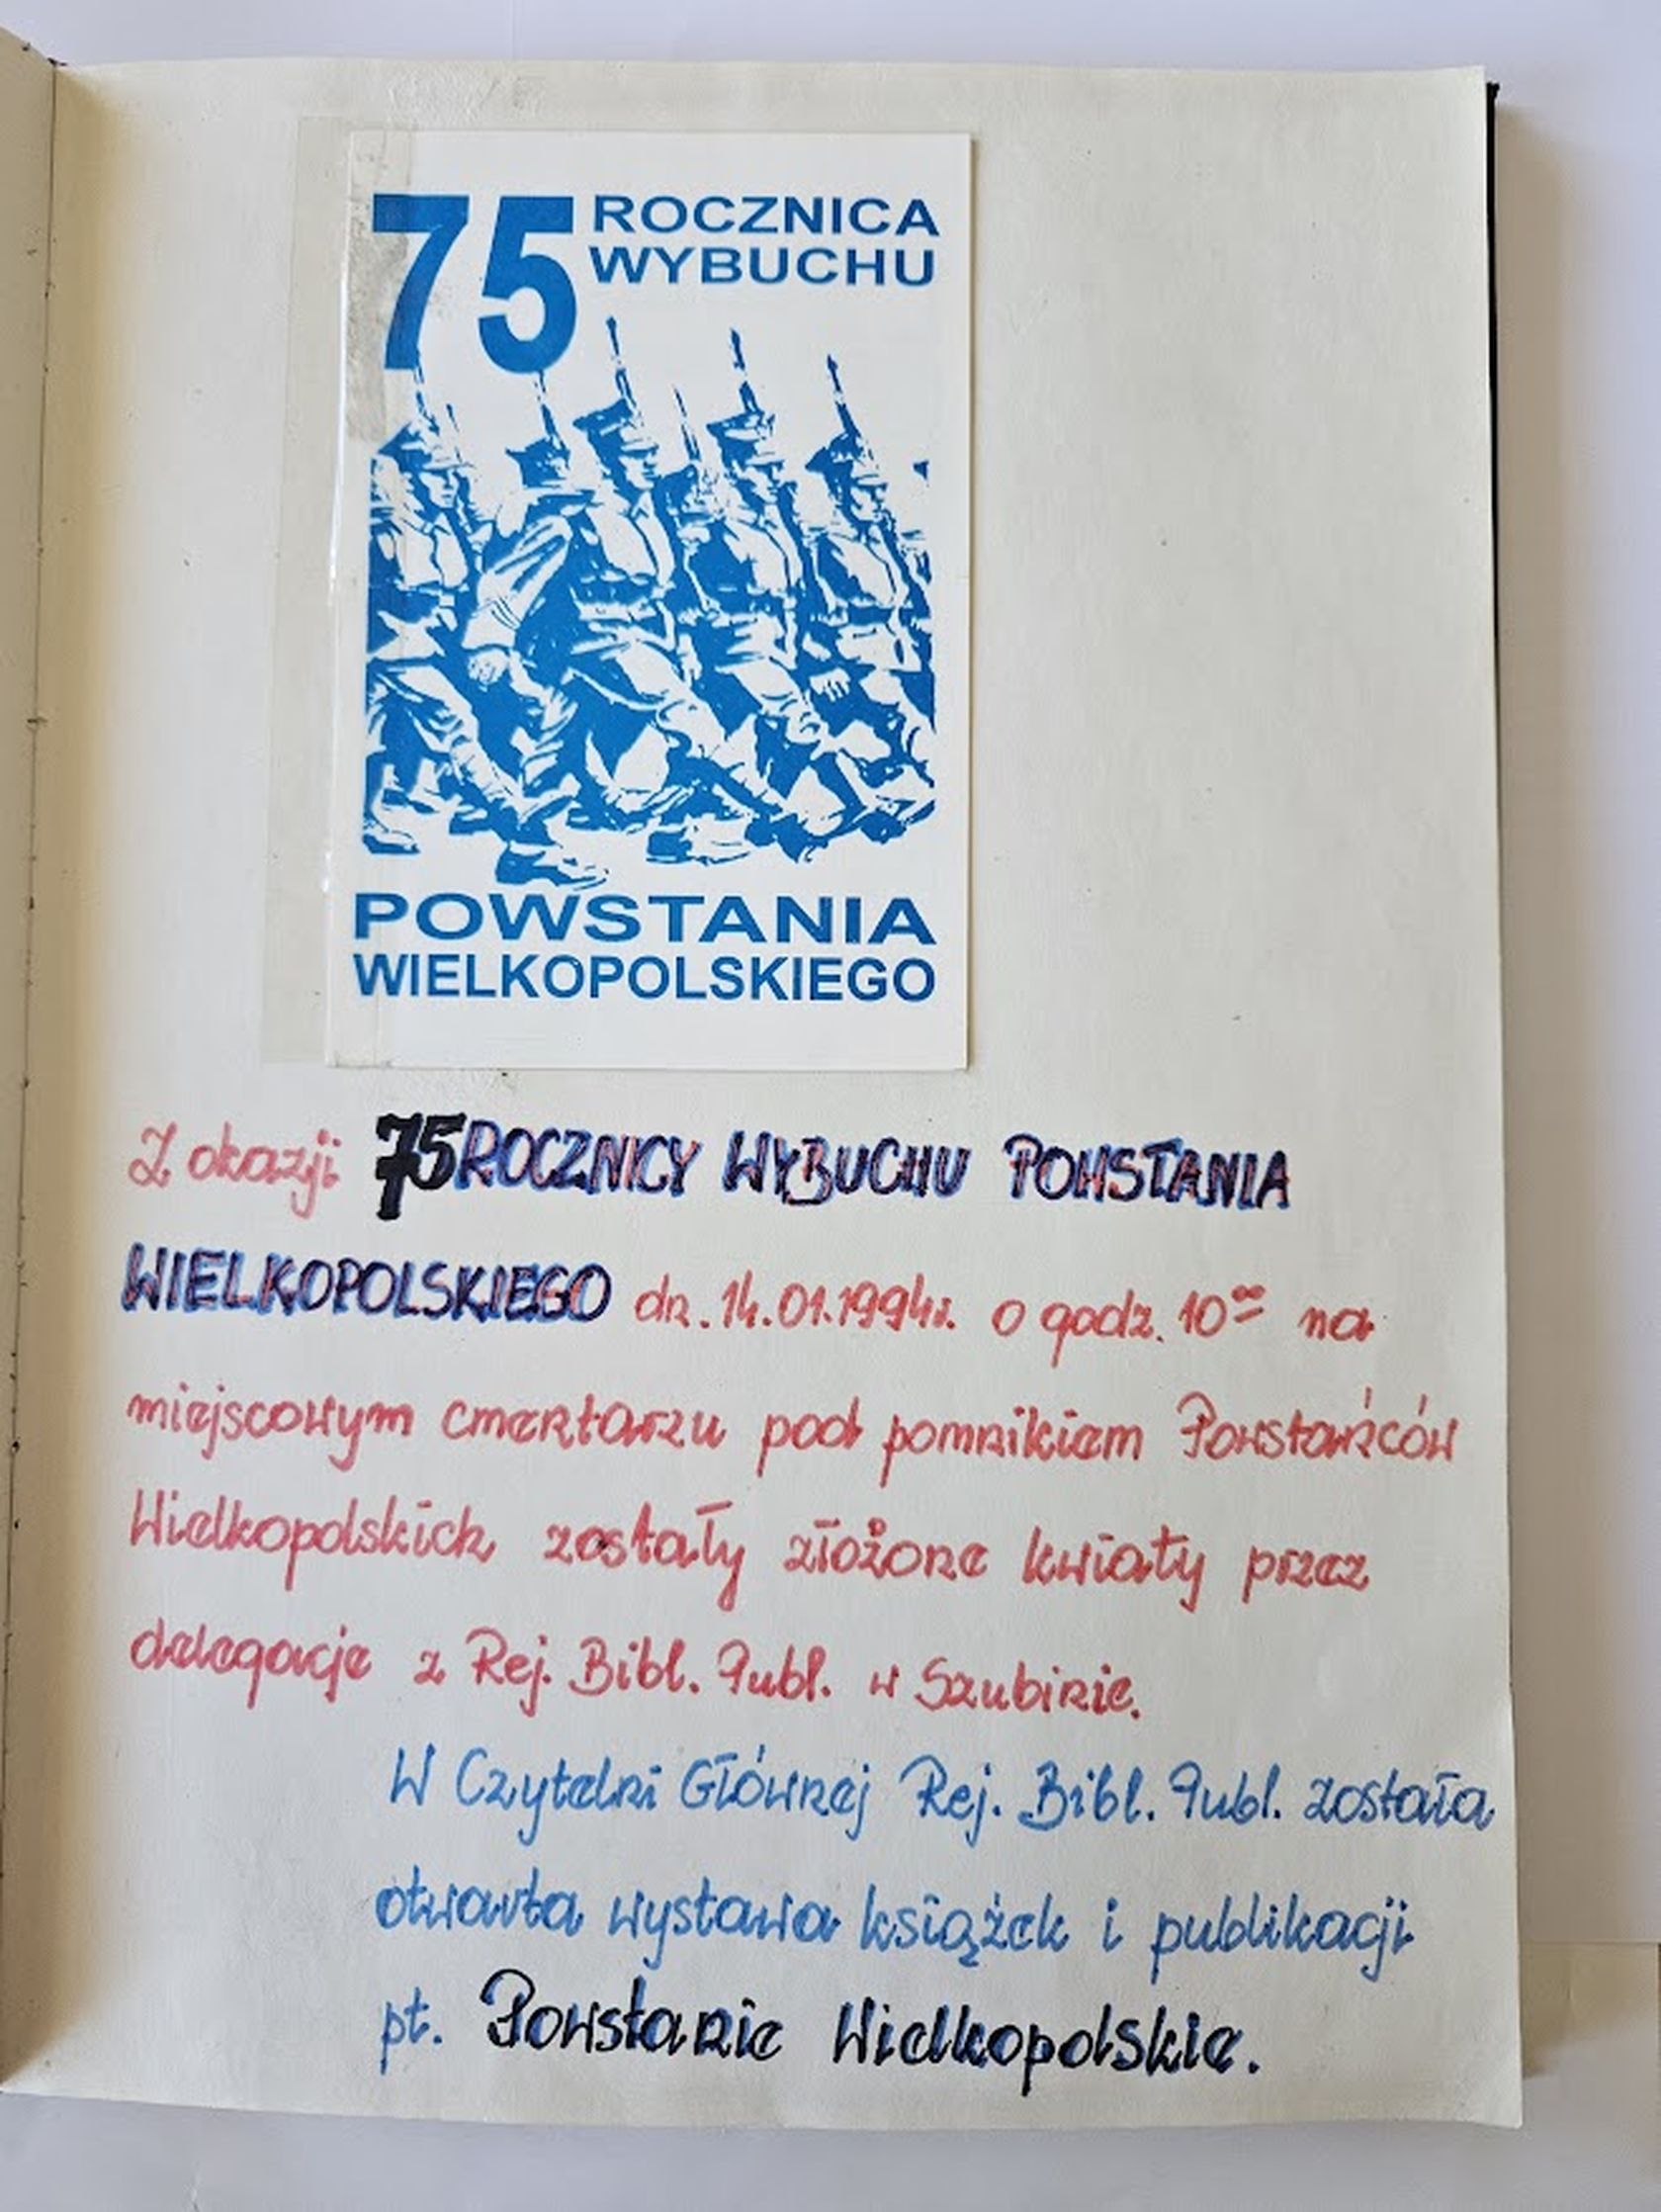 75 ROCZNICA
WYBUCHU
POWSTANIA
WIELKOPOLSKIEGO
Z okazji 75 ROCZNICY WYBUCHU POWSTANIA
WIELKOPOLSKIEGO dn. 14.01.1994r. o godz. 10⁰⁰ na
miejscowym cmentarzu pod pomnikiem Powstańców
Wielkopolskich zostały złożone kwiaty przez
delegacje z Rej. Bibl. Publ. w Szubinie.
W Czytelni Głównej Rej. Bibl. Publ. została
otwarta wystawa książek i publikacji
pt. Powstanie Wielkopolskie.